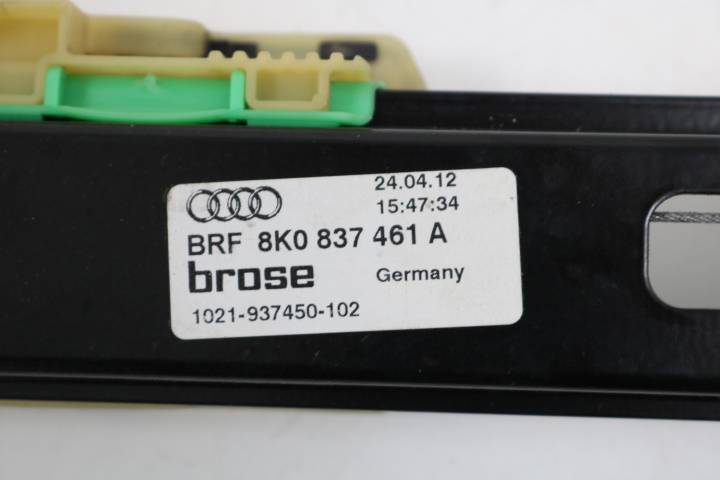 24.04.12
15:47:34
BRF 8K0 837 461 A
brose Germany
1021-937450-102